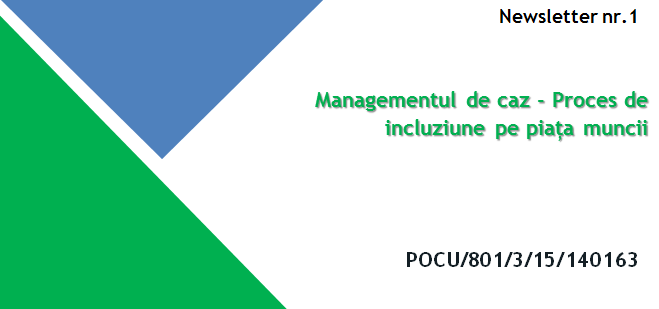 Newsletter nr.1
Managementul de caz - Proces de
incluziune pe piața muncii
POCU/801/3/15/140163